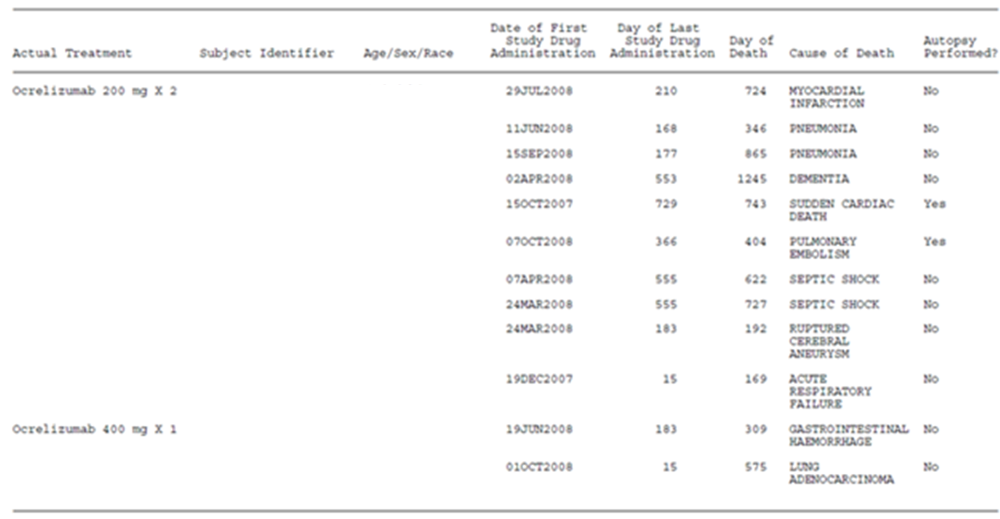 Date of First Day of Last
Study Drug Study Drug Day of Autopsy
Actual Treatment Subject Identifier Age/Sex/Race Administration Administration Death Cause of Death Performed?
Ocrelizumab 200 mg X 2 29JUL2008 210 724 MYOCARDIAL No
INFARCTION
11JUN2008 168 346 PNEUMONIA No
15SEP2008 177 865 PNEUMONIA No
02APR2008 553 1245 DEMENTIA No
15OCT2007 729 743 SUDDEN CARDIAC Yes
DEATH
07OCT2008 366 404 PULMONARY Yes
EMBOLISM
07APR2008 555 622 SEPTIC SHOCK No
24MAR2008 555 727 SEPTIC SHOCK No
24MAR2008 183 192 RUPTURED No
CEREBRAL
ANEURYSM
19DEC2007 15 169 ACUTE No
RESPIRATORY
FAILURE
Ocrelizumab 400 mg X 1 19JUN2008 183 309 GASTROINTESTINAL No
HAEMORRHAGE
01OCT2008 15 575 LUNG No
ADENOCARCINOMA